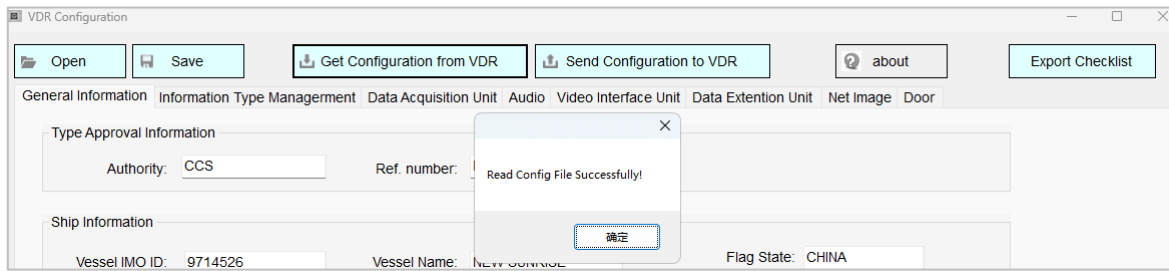 VDR Configuration
Open Save Get Configuration from VDR Send Configuration to VDR about Export Checklist
General Information Information Type Managerment Data Acquisition Unit Audio Video Interface Unit Data Extention Unit Net Image Door
Type Approval Information
Authority: CCS Ref. number:
Read Config File Successfully!
确定
Ship Information
Vessel IMO ID: 9714526 Vessel Name: NEW SUNRISE Flag State: CHINA